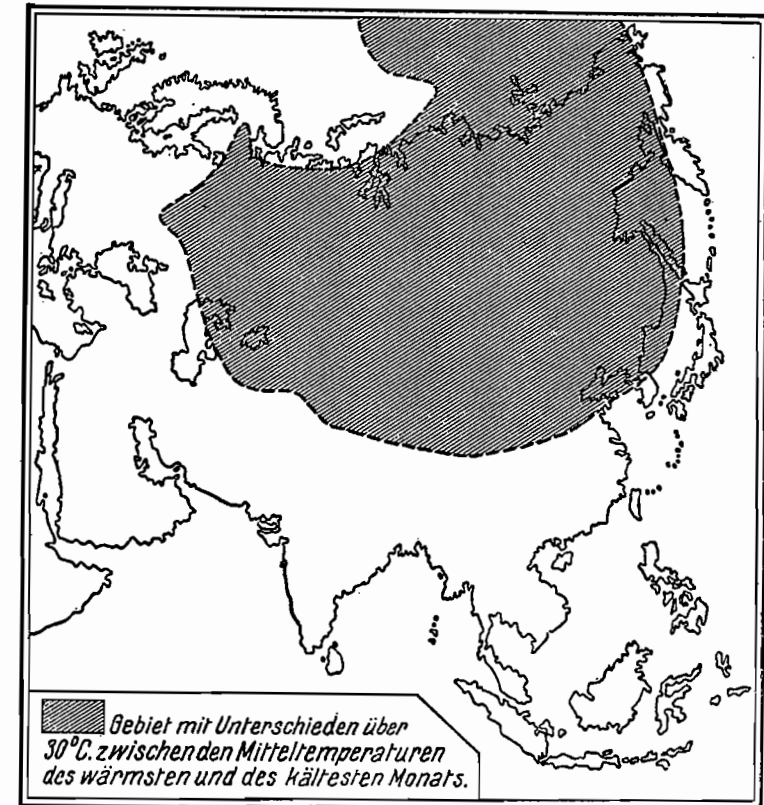 Gebiet mit Unterschieden über
30°C. zwischen den Mitteltemperaturen
des wärmsten und des kältesten Monats.